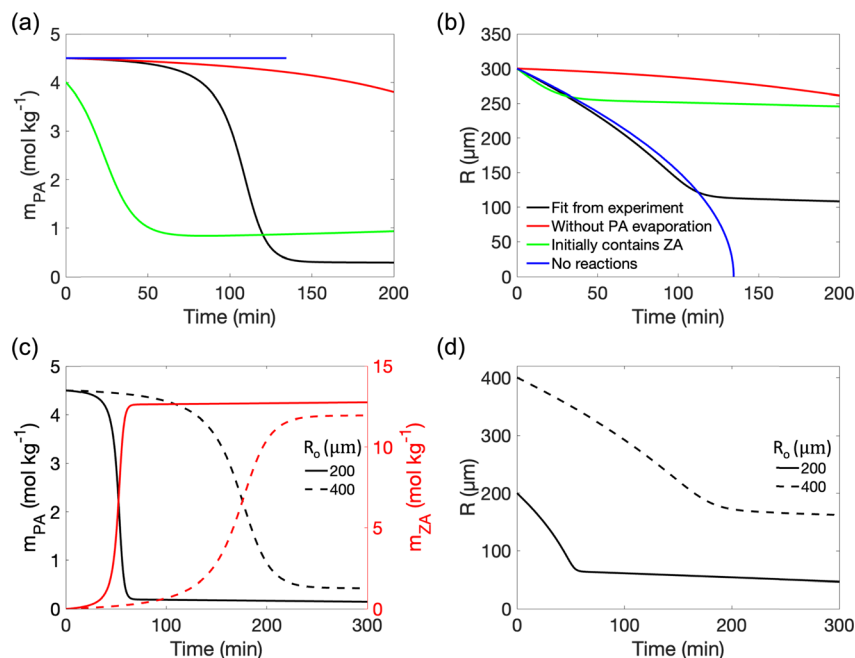 (a)
5
4
3
2
1
0
m_PA (mol kg⁻¹)
0 50 100 150 200
Time (min)
(b)
350
300
250
200
150
100
50
0
R (µm)
Fit from experiment
Without PA evaporation
Initially contains ZA
No reactions
0 50 100 150 200
Time (min)
(c)
5
4
3
2
1
0
m_PA (mol kg⁻¹)
R_o (µm)
200
400
15
10
5
0
m_ZA (mol kg⁻¹)
0 100 200 300
Time (min)
(d)
400
300
200
100
0
R (µm)
R_o (µm)
200
400
0 100 200 300
Time (min)